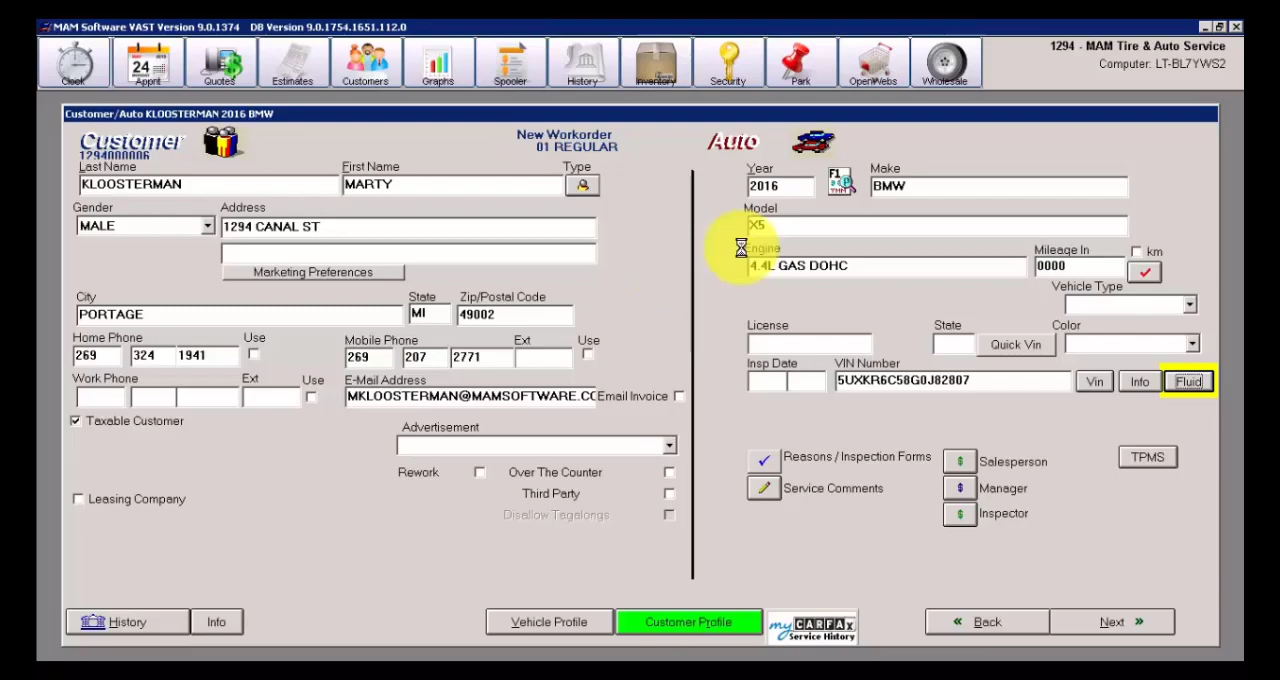 MAM Software VAST Version 9.0.1374 DB Version 9.0.1754.1651.112.0
1294 - MAM Tire & Auto Service
Computer: LT-BL7YWS2
Clock
24
Appnt
Quotes
Estimates
Customers
Graphs
Spooler
History
Inventory
Security
Park
OpenWebs
Wholesale
Customer/Auto KLOOSTERMAN 2016 BMW
Customer
1294000006
New Workorder
01 REGULAR
Auto
Last Name
First Name
Type
KLOOSTERMAN
MARTY
Gender
Address
MALE
1294 CANAL ST
Marketing Preferences
City
State
Zip/Postal Code
PORTAGE
MI
49002
Home Phone
Use
Mobile Phone
Ext
Use
269 324 1941
269 207 2771
Work Phone
Ext
Use
E-Mail Address
MKLOOSTERMAN@MAMSOFTWARE.CC
Email Invoice
Taxable Customer
Advertisement
Rework
Over The Counter
Third Party
Disallow Tagalongs
Leasing Company
Year
Make
2016
F1
BMW
Model
X5
Engine
Mileage In
km
4.4L GAS DOHC
0000
Vehicle Type
License
State
Color
Quick Vin
Insp Date
VIN Number
5UXKR6C58G0J82807
Vin
Info
Fluid
Reasons / Inspection Forms
Salesperson
TPMS
Service Comments
Manager
Inspector
History
Info
Vehicle Profile
Customer Profile
my CARFAX
Service History
« Back
Next »